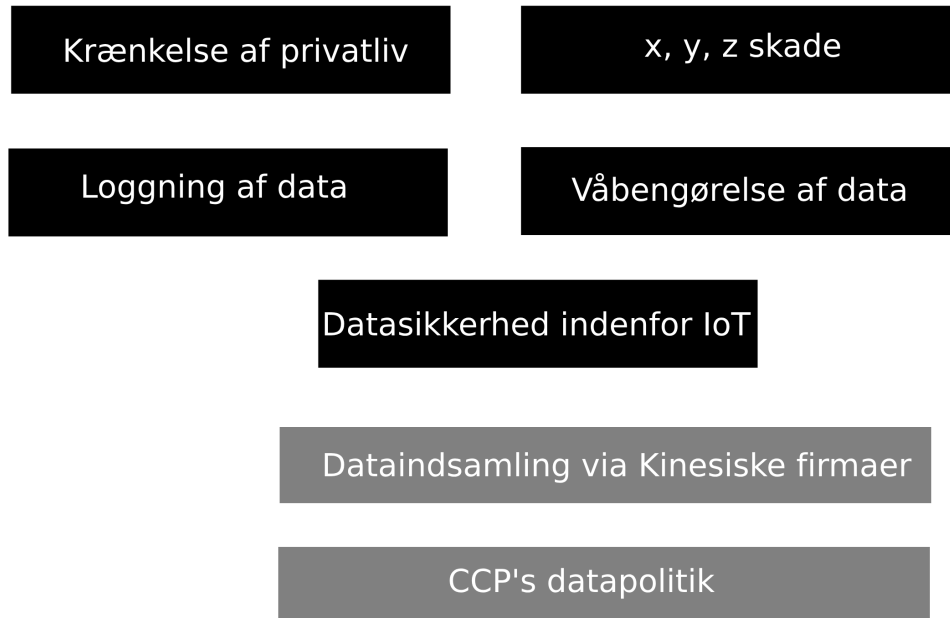 Krænkelse af privatliv
x, y, z skade
Loggning af data
Våbengørelse af data
Datasikkerhed indenfor IoT
Dataindsamling via Kinesiske firmaer
CCP's datapolitik